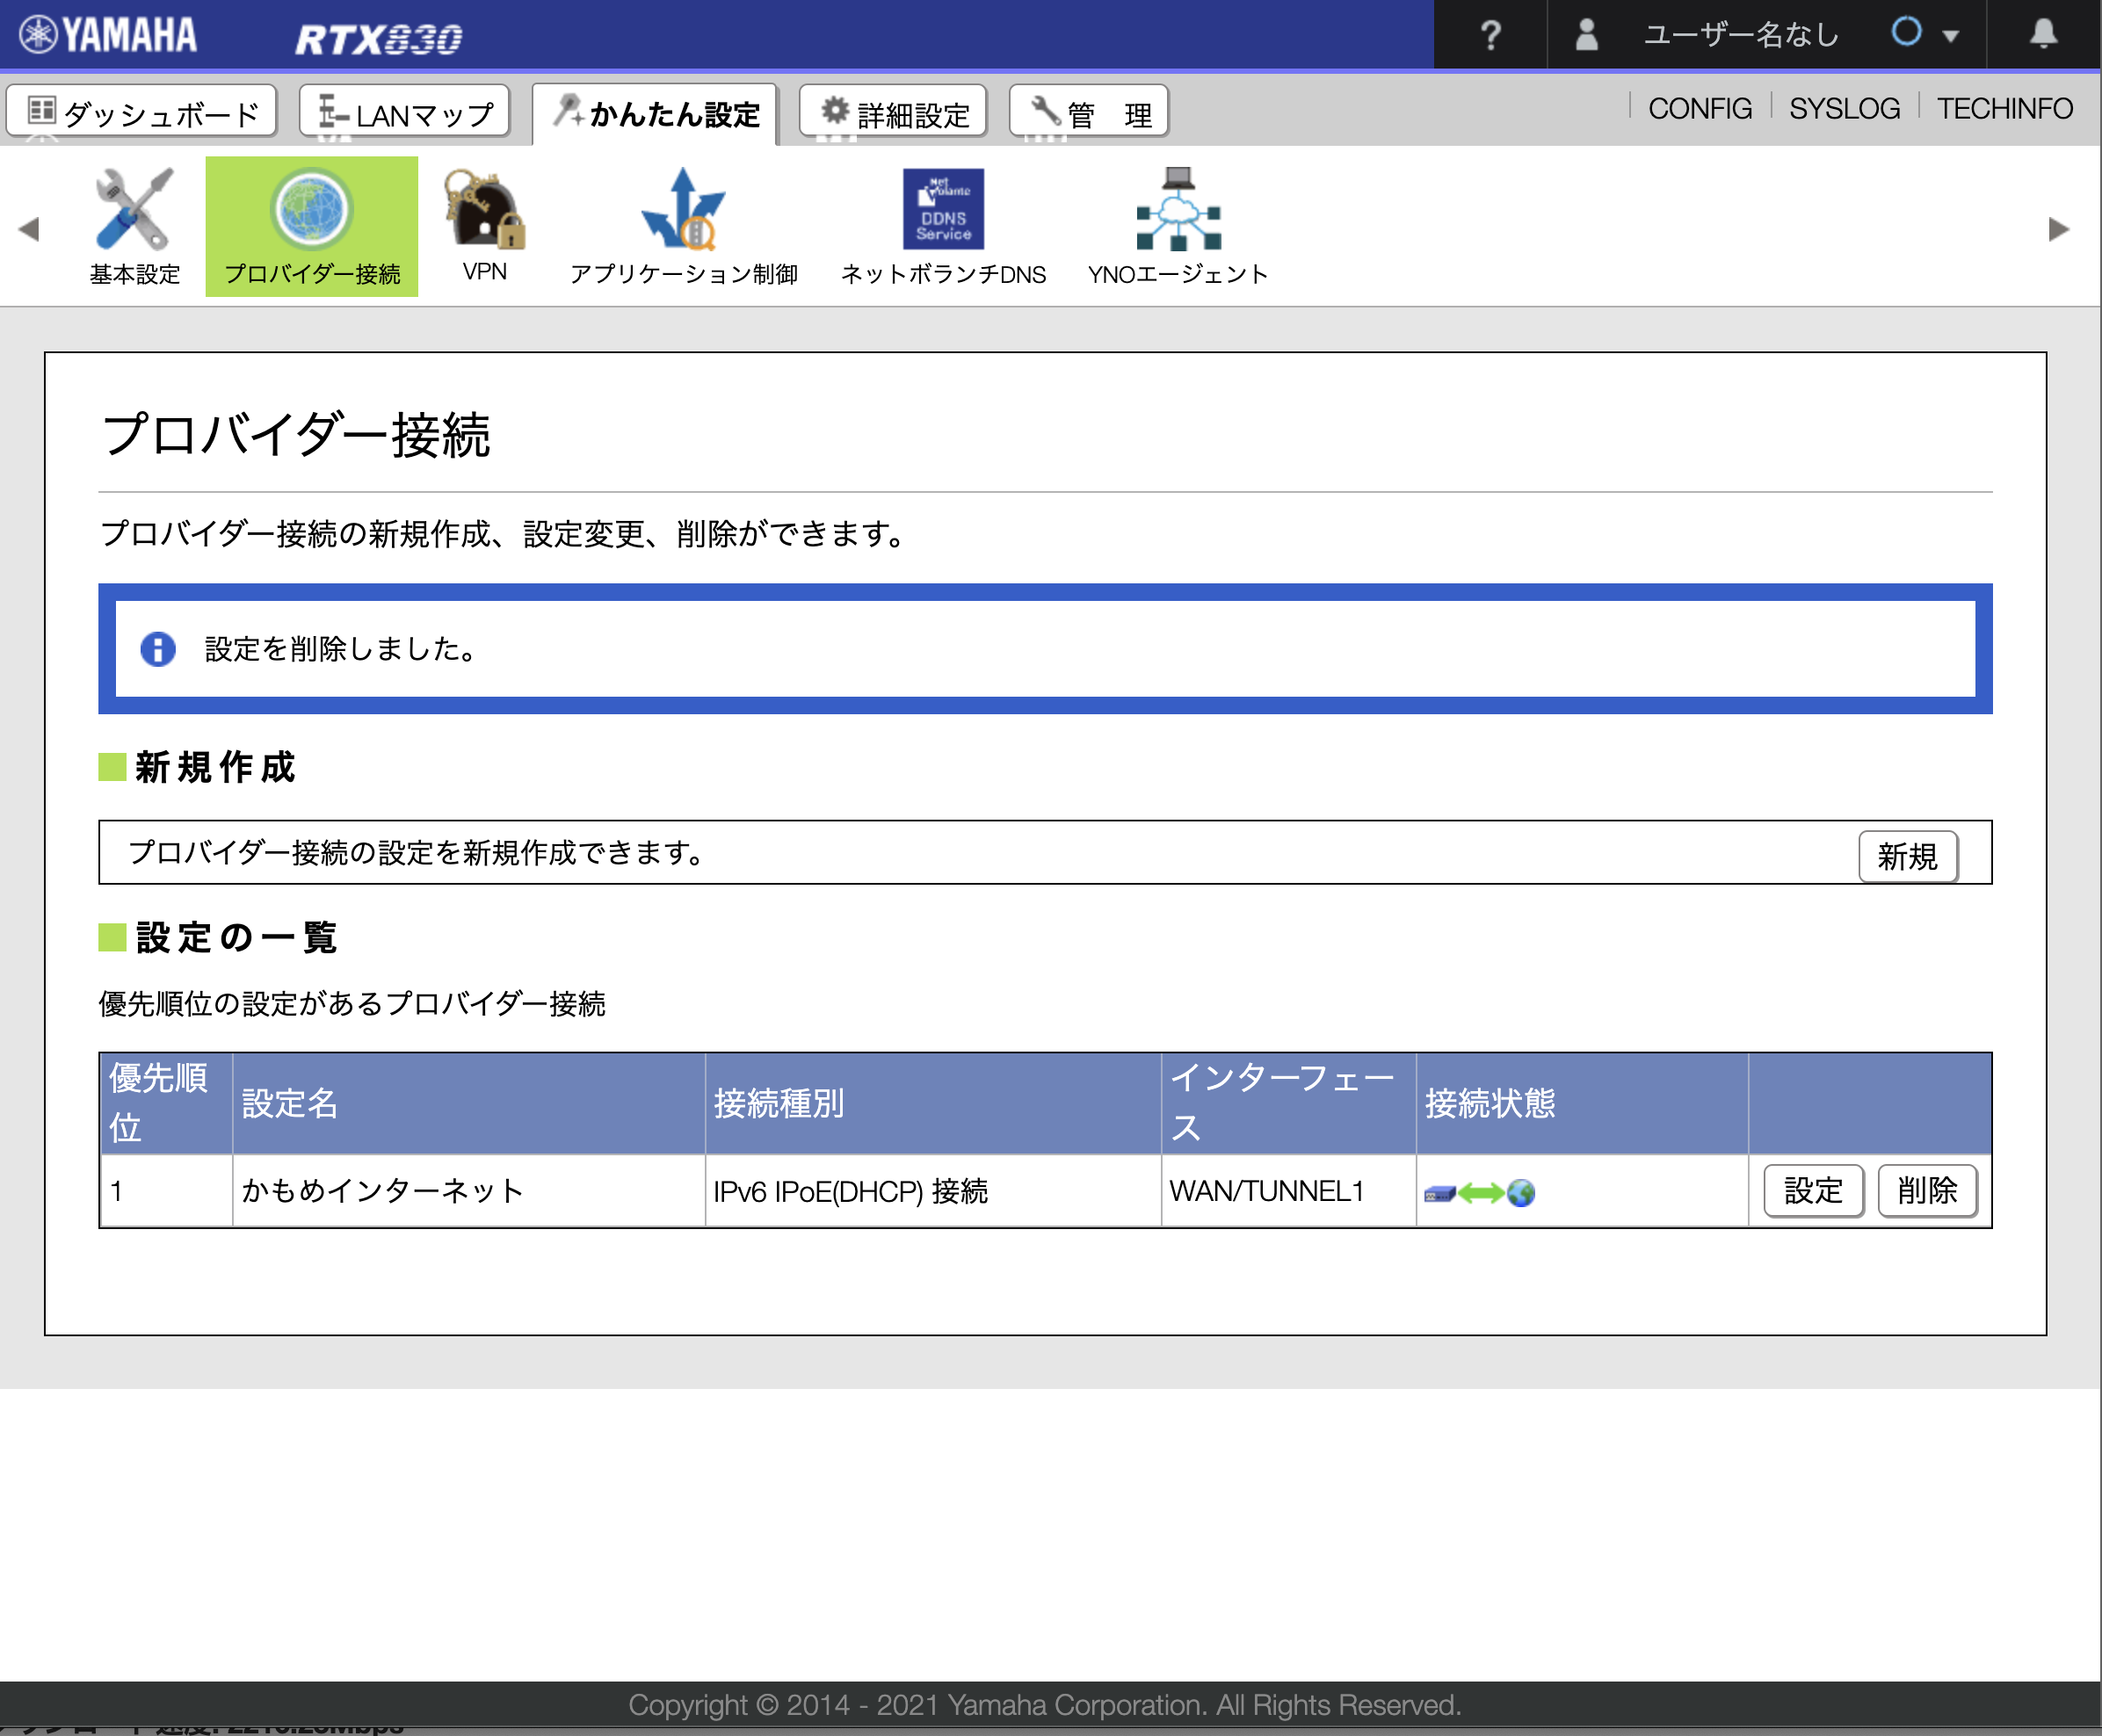 YAMAHA RTX830 ? ユーザー名なし
ダッシュボード LANマップ かんたん設定 詳細設定 管 理 CONFIG SYSLOG TECHINFO
Net Volante DDNS Service
基本設定 プロバイダー接続 VPN アプリケーション制御 ネットボランチDNS YNOエージェント
プロバイダー接続
プロバイダー接続の新規作成、設定変更、削除ができます。
設定を削除しました。
新規作成
プロバイダー接続の設定を新規作成できます。 新規
設定の一覧
優先順位の設定があるプロバイダー接続
優先順位 設定名 接続種別 インターフェース 接続状態
1 かもめインターネット IPv6 IPoE(DHCP) 接続 WAN/TUNNEL1 設定 削除
Copyright © 2014 - 2021 Yamaha Corporation. All Rights Reserved.